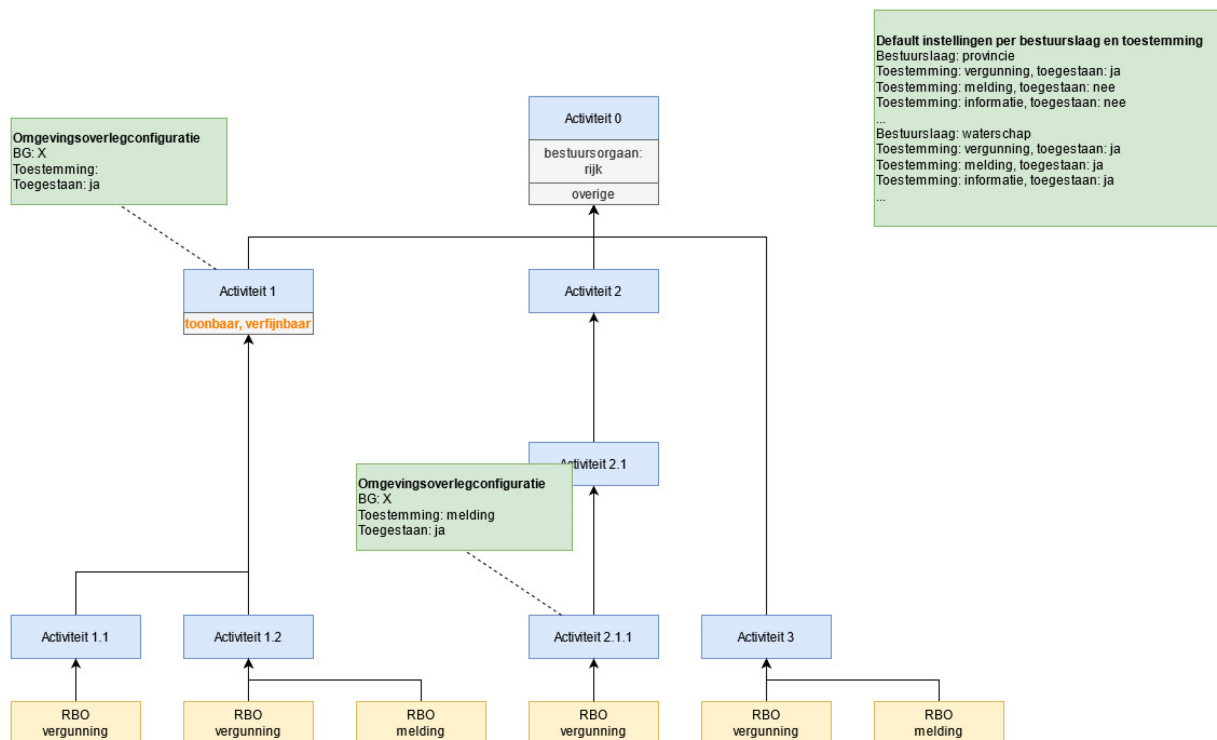 Default instellingen per bestuurslaag en toestemming
Bestuurslaag: provincie
Toestemming: vergunning, toegestaan: ja
Toestemming: melding, toegestaan: nee
Toestemming: informatie, toegestaan: nee
...
Bestuurslaag: waterschap
Toestemming: vergunning, toegestaan: ja
Toestemming: melding, toegestaan: ja
Toestemming: informatie, toegestaan: ja
...
Activiteit 0
bestuursorgaan:
rijk
overige
Omgevingsoverlegconfiguratie
BG: X
Toestemming:
Toegestaan: ja
Activiteit 1
toonbaar, verfijnbaar
Activiteit 2
Activiteit 2.1
Omgevingsoverlegconfiguratie
BG: X
Toestemming: melding
Toegestaan: ja
Activiteit 1.1
Activiteit 1.2
Activiteit 2.1.1
Activiteit 3
RBO
vergunning
RBO
vergunning
RBO
melding
RBO
vergunning
RBO
vergunning
RBO
melding